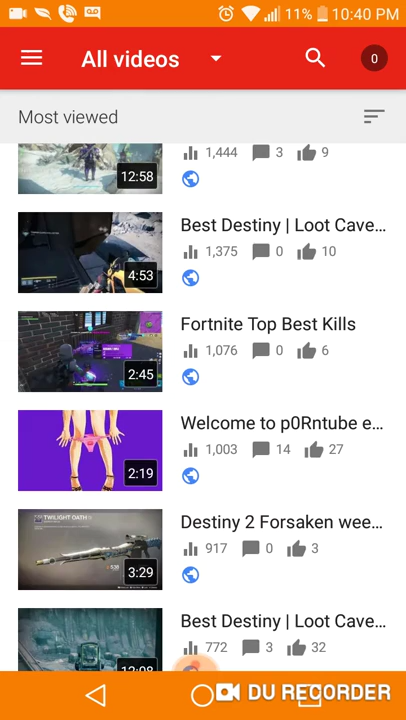 11% 10:40 PM
All videos
0
Most viewed
12:58
1,444 3 9
Best Destiny | Loot Cave...
4:53
1,375 0 10
Fortnite Top Best Kills
2:45
1,076 0 6
Welcome to p0Rntube e...
2:19
1,003 14 27
Destiny 2 Forsaken wee...
TWILIGHT OATH
3:29
917 0 3
Best Destiny | Loot Cave...
772 3 32
DU RECORDER